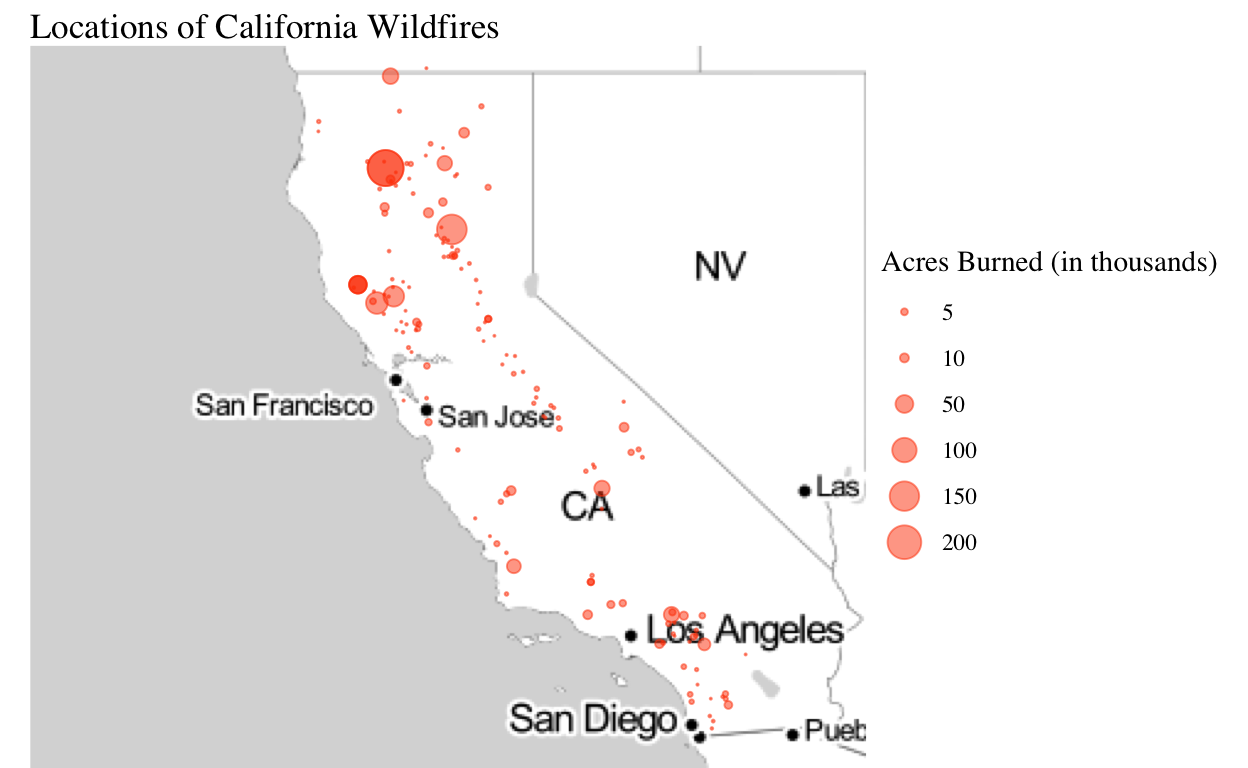 Locations of California Wildfires
NV
Acres Burned (in thousands)
5
10
50
100
150
200
San Francisco
San Jose
Las
CA
Los Angeles
San Diego
Pueb